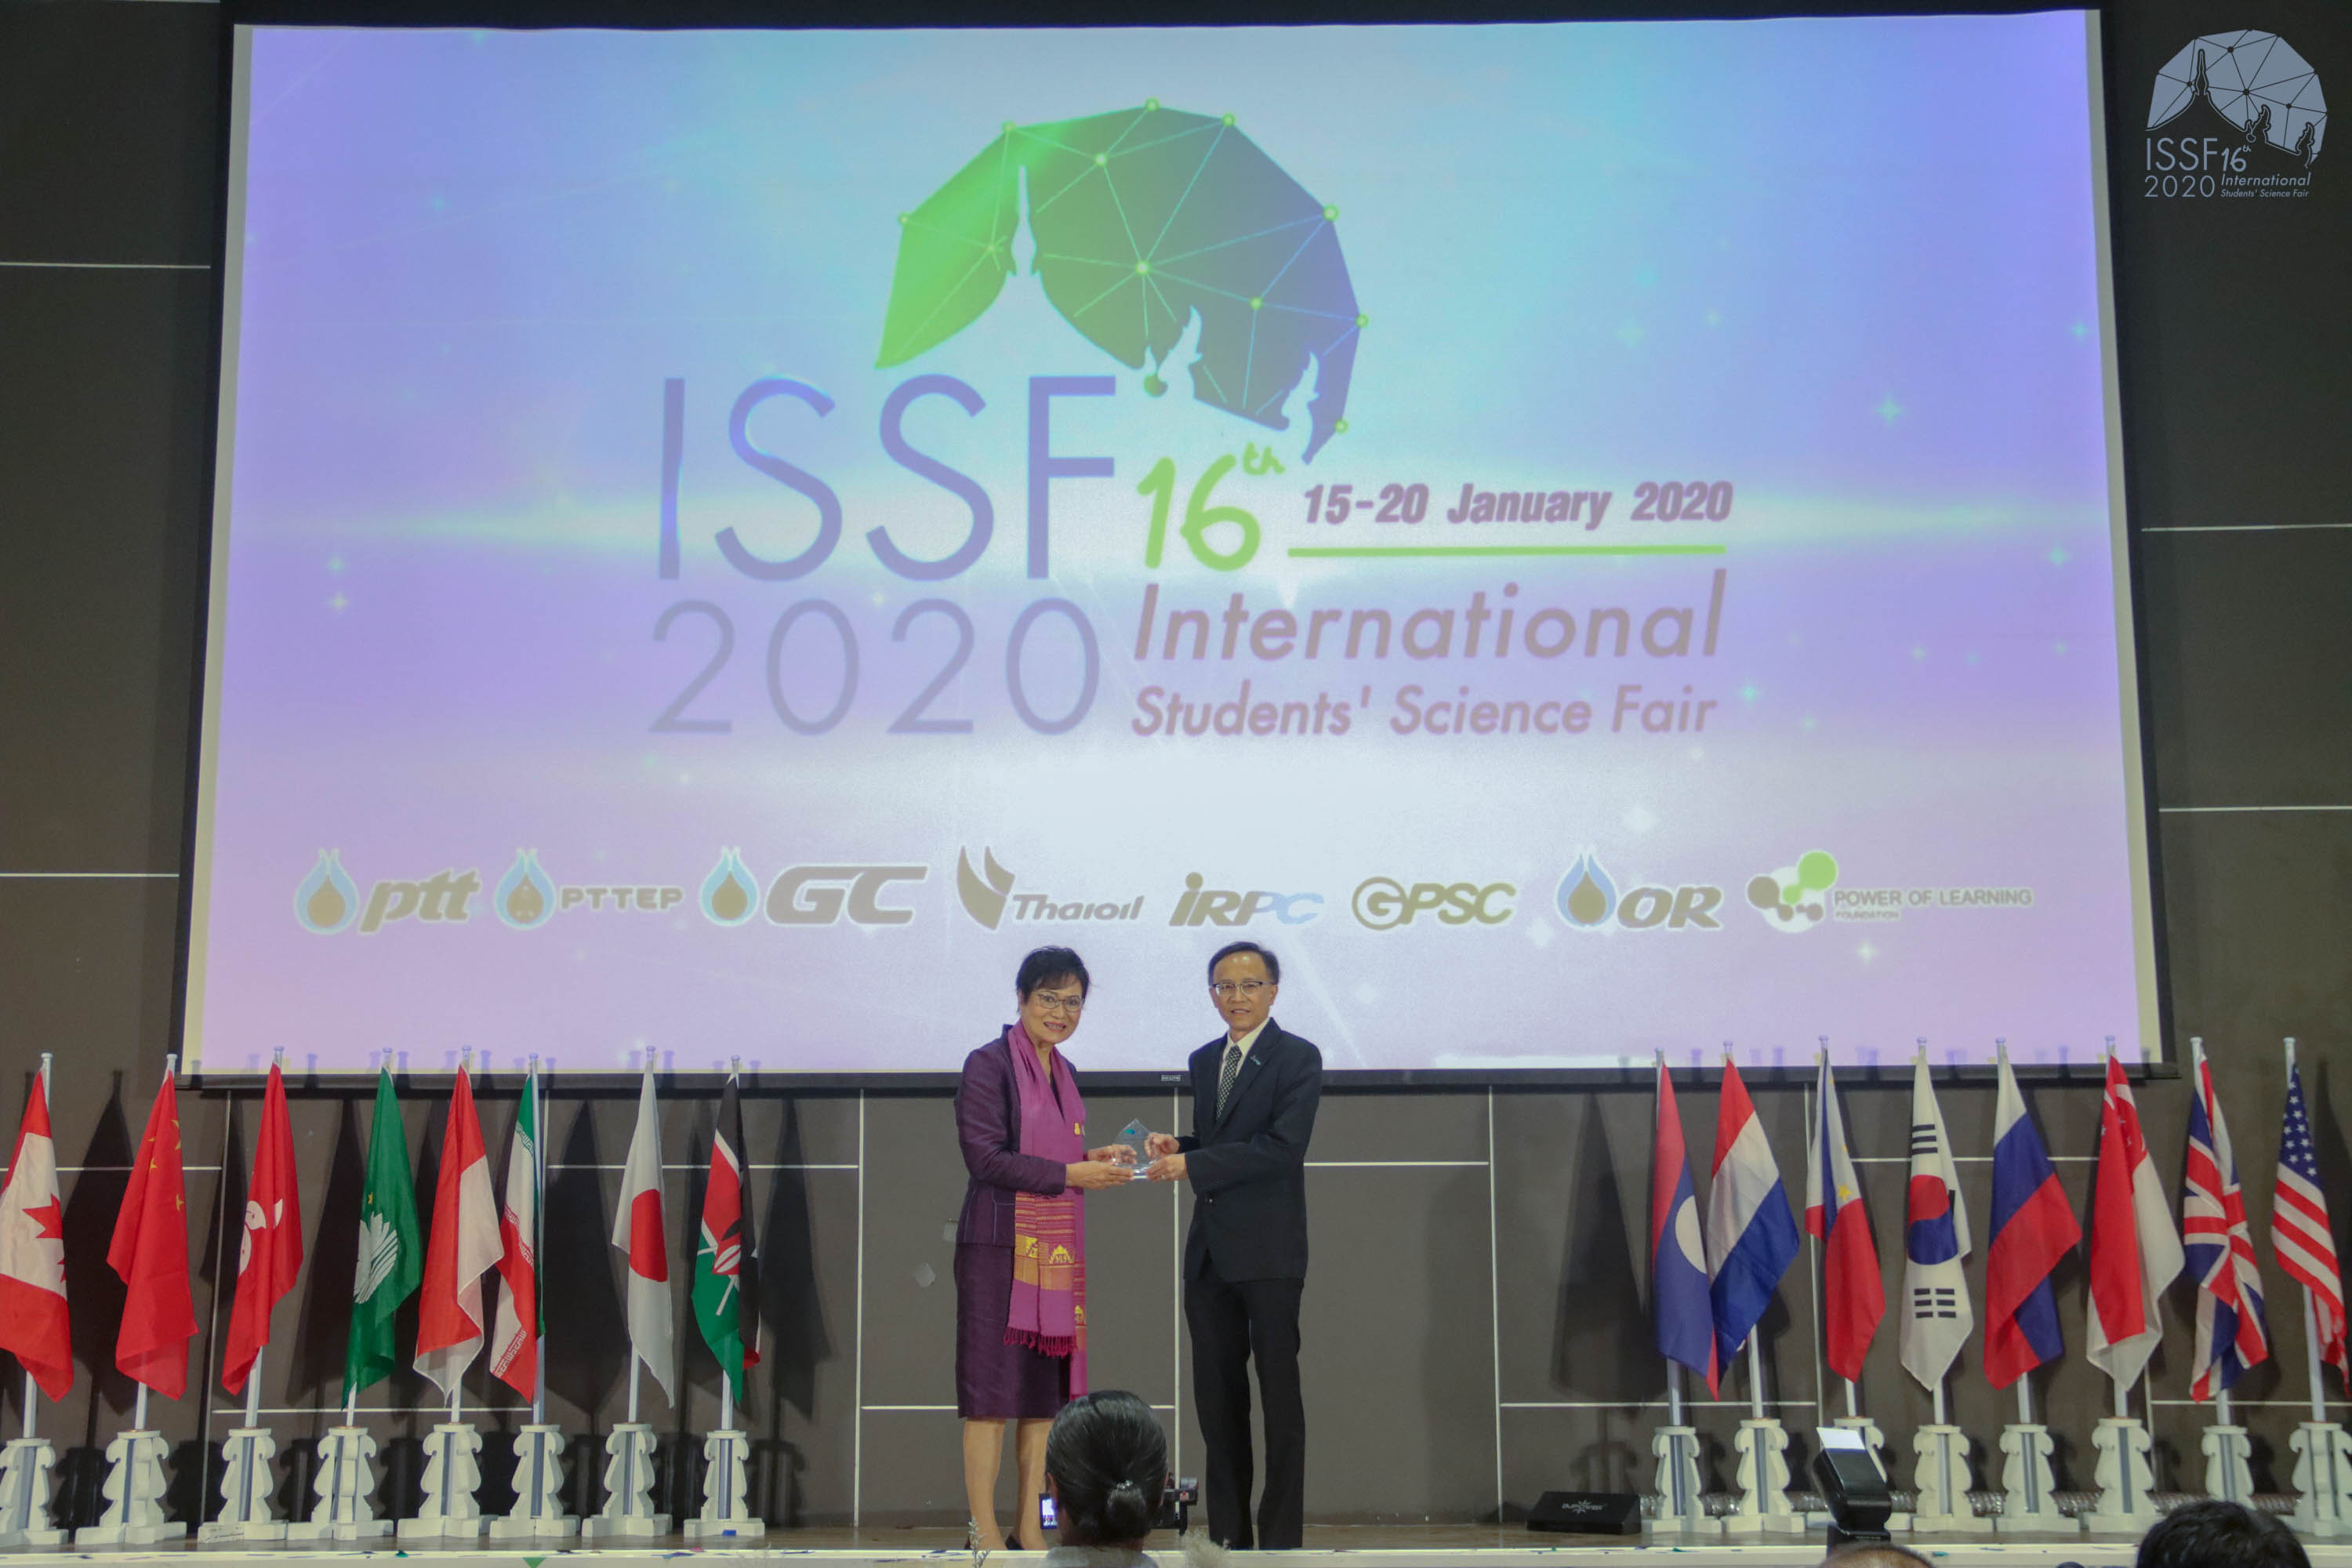 ISSF 16th
2020 International
Students' Science Fair
ISSF 16th 15-20 January 2020
2020 International
Students' Science Fair
ptt PTTEP GC Thaioil IRPC GPSC OR POWER OF LEARNING
FOUNDATION